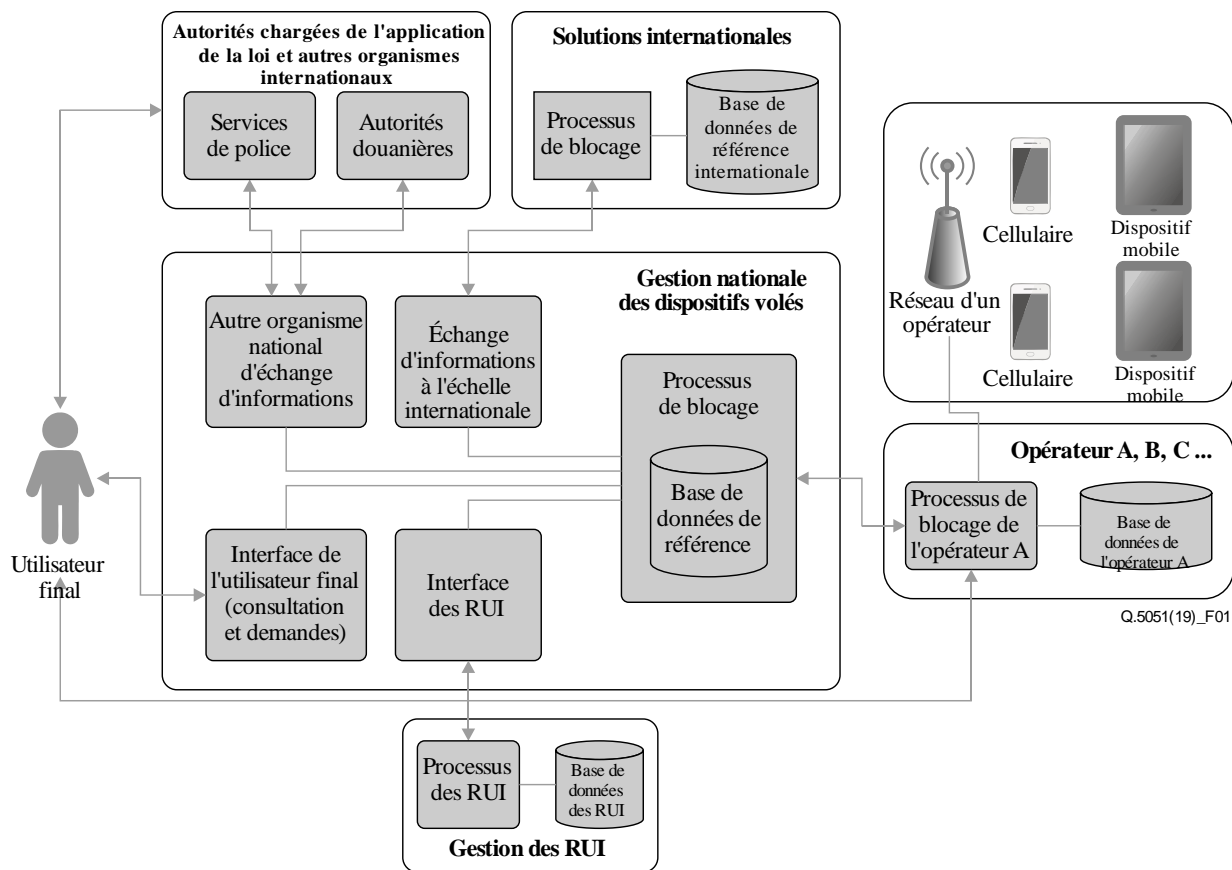 Autorités chargées de l'application
de la loi et autres organismes
internationaux
Services
de police
Autorités
douanières
Solutions internationales
Processus
de blocage
Base de
données de
référence
internationale
Cellulaire
Dispositif
mobile
Réseau d'un
opérateur
Cellulaire
Dispositif
mobile
Gestion nationale
des dispositifs volés
Autre organisme
national
d'échange
d'informations
Échange
d'informations
à l'échelle
internationale
Processus
de blocage
Base de
données de
référence
Opérateur A, B, C ...
Processus de
blocage de
l'opérateur A
Base de
données de
l'opérateur A
Q.5051(19)_F01
Utilisateur
final
Interface de
l'utilisateur final
(consultation
et demandes)
Interface
des RUI
Processus
des RUI
Base de
données
des RUI
Gestion des RUI